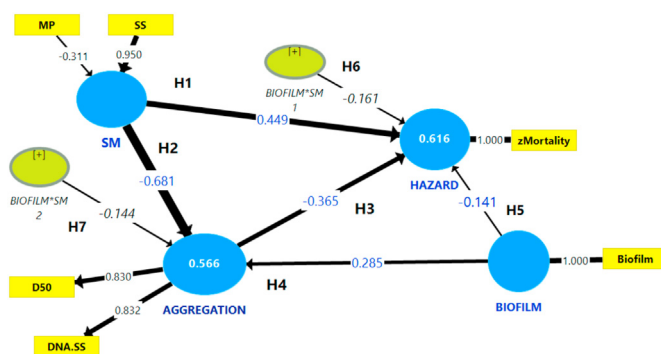 MP
SS
-0.311
0.950
[+]
H6
H1
BIOFILM*SM
1
-0.161
SM
H2
0.449
0.616
1.000
zMortality
[+]
-0.681
HAZARD
BIOFILM*SM
2
-0.144
-0.365
H3
-0.141
H5
H7
0.566
0.285
1.000
Biofilm
D50
0.830
H4
AGGREGATION
BIOFILM
0.832
DNA.SS